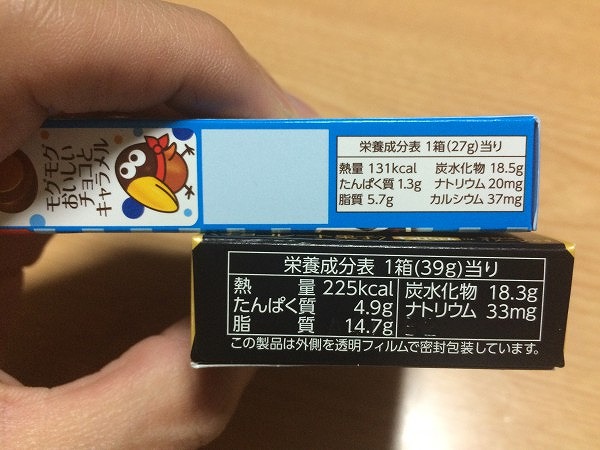 モグモグ
おいしい
チョコと
キャラメル
栄養成分表 1箱(27g)当り
熱量 131kcal 炭水化物 18.5g
たんぱく質 1.3g ナトリウム 20mg
脂質 5.7g カルシウム 37mg
栄養成分表 1箱(39g)当り
熱量 225kcal 炭水化物 18.3g
たんぱく質 4.9g ナトリウム 33mg
脂質 14.7g
この製品は外側を透明フィルムで密封包装しています。